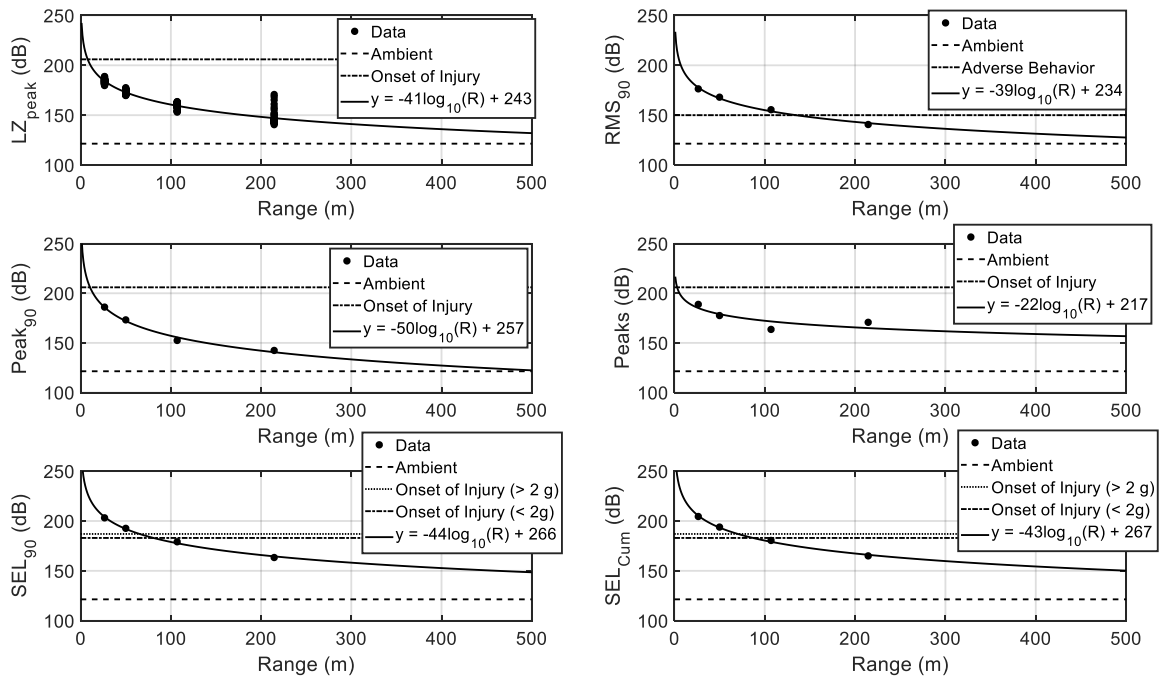 250
200
150
100
LZpeak (dB)
0 100 200 300 400 500
Range (m)
Data
Ambient
Onset of Injury
y = -41log10(R) + 243
250
200
150
100
RMS90 (dB)
0 100 200 300 400 500
Range (m)
Data
Ambient
Adverse Behavior
y = -39log10(R) + 234
250
200
150
100
Peak90 (dB)
0 100 200 300 400 500
Range (m)
Data
Ambient
Onset of Injury
y = -50log10(R) + 257
250
200
150
100
Peaks (dB)
0 100 200 300 400 500
Range (m)
Data
Ambient
Onset of Injury
y = -22log10(R) + 217
250
200
150
100
SEL90 (dB)
0 100 200 300 400 500
Range (m)
Data
Ambient
Onset of Injury (> 2 g)
Onset of Injury (< 2g)
y = -44log10(R) + 266
250
200
150
100
SELCum (dB)
0 100 200 300 400 500
Range (m)
Data
Ambient
Onset of Injury (> 2 g)
Onset of Injury (< 2g)
y = -43log10(R) + 267